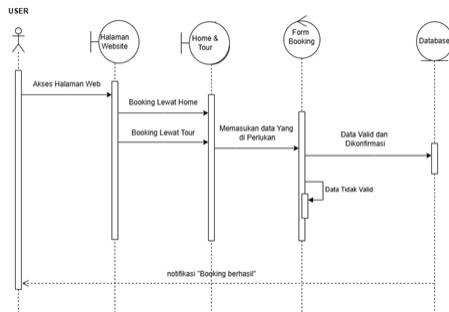 USER
Halaman
Website
Home &
Tour
Form
Booking
Database
Akses Halaman Web
Booking Lewat Home
Booking Lewat Tour
Memasukan data Yang
di Perlukan
Data Valid dan
Dikonfirmasi
Data Tidak Valid
notifikasi "Booking berhasil"